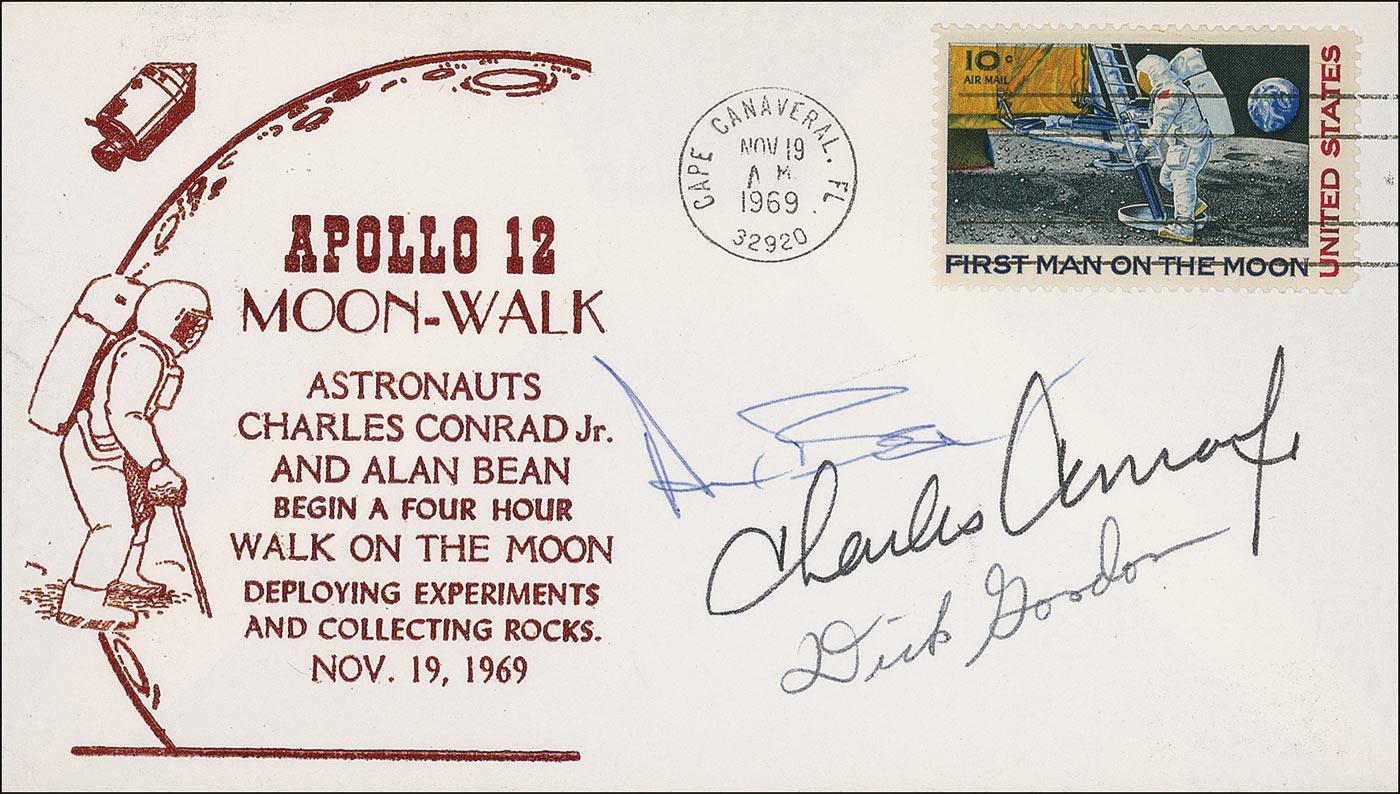 APOLLO 12
MOON-WALK
ASTRONAUTS
CHARLES CONRAD Jr.
AND ALAN BEAN
BEGIN A FOUR HOUR
WALK ON THE MOON
DEPLOYING EXPERIMENTS
AND COLLECTING ROCKS.
NOV. 19, 1969
CAPE CANAVERAL, FL
NOV 19
A M
1969
32920
10c
AIR MAIL
UNITED STATES
FIRST MAN ON THE MOON
Alan Bean
Charles Conrad
Dick Gordon